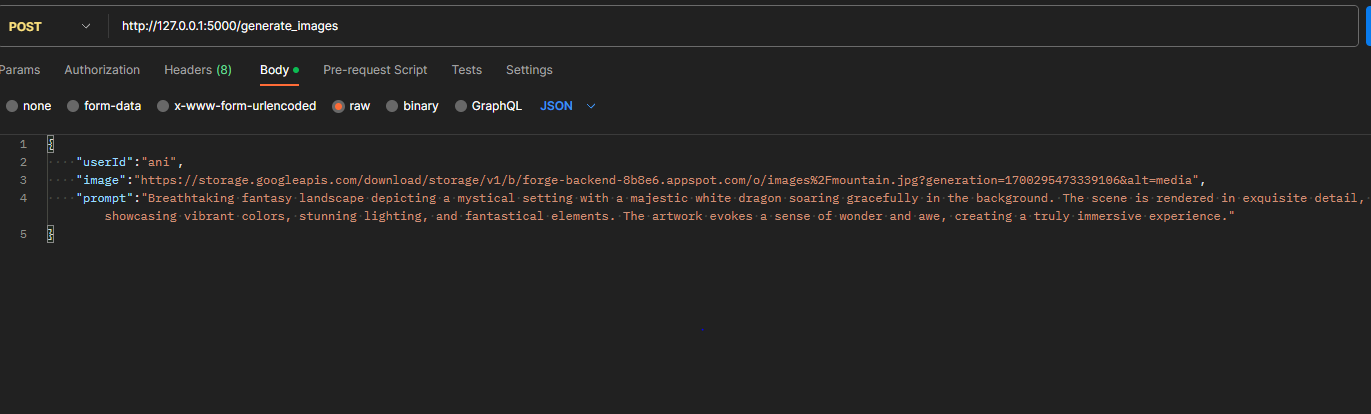 POST http://127.0.0.1:5000/generate_images
Params Authorization Headers (8) Body Pre-request Script Tests Settings
none form-data x-www-form-urlencoded raw binary GraphQL JSON
1 {
2 "userId":"ani",
3 "image":"https://storage.googleapis.com/download/storage/v1/b/forge-backend-8b8e6.appspot.com/o/images%2Fmountain.jpg?generation=1700295473339106&alt=media",
4 "prompt":"Breathtaking fantasy landscape depicting a mystical setting with a majestic white dragon soaring gracefully in the background. The scene is rendered in exquisite detail,
showcasing vibrant colors, stunning lighting, and fantastical elements. The artwork evokes a sense of wonder and awe, creating a truly immersive experience."
5 }